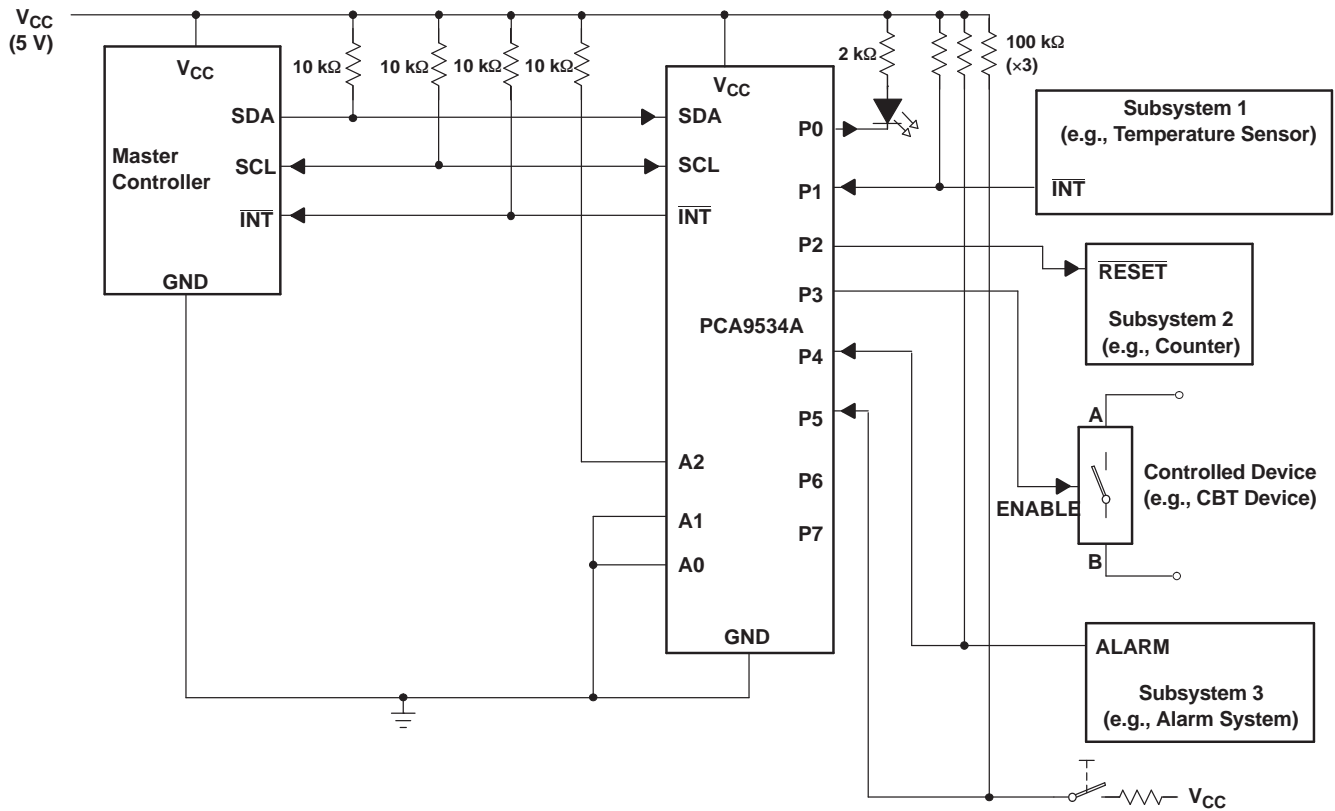 VCC
(5 V)
VCC
SDA
Master
Controller
SCL
INT
GND
10 kΩ
10 kΩ
10 kΩ
10 kΩ
VCC
SDA
SCL
INT
PCA9534A
A2
A1
A0
GND
P0
P1
P2
P3
P4
P5
P6
P7
2 kΩ
100 kΩ
(×3)
Subsystem 1
(e.g., Temperature Sensor)
INT
RESET
Subsystem 2
(e.g., Counter)
A
ENABLE
B
Controlled Device
(e.g., CBT Device)
ALARM
Subsystem 3
(e.g., Alarm System)
VCC